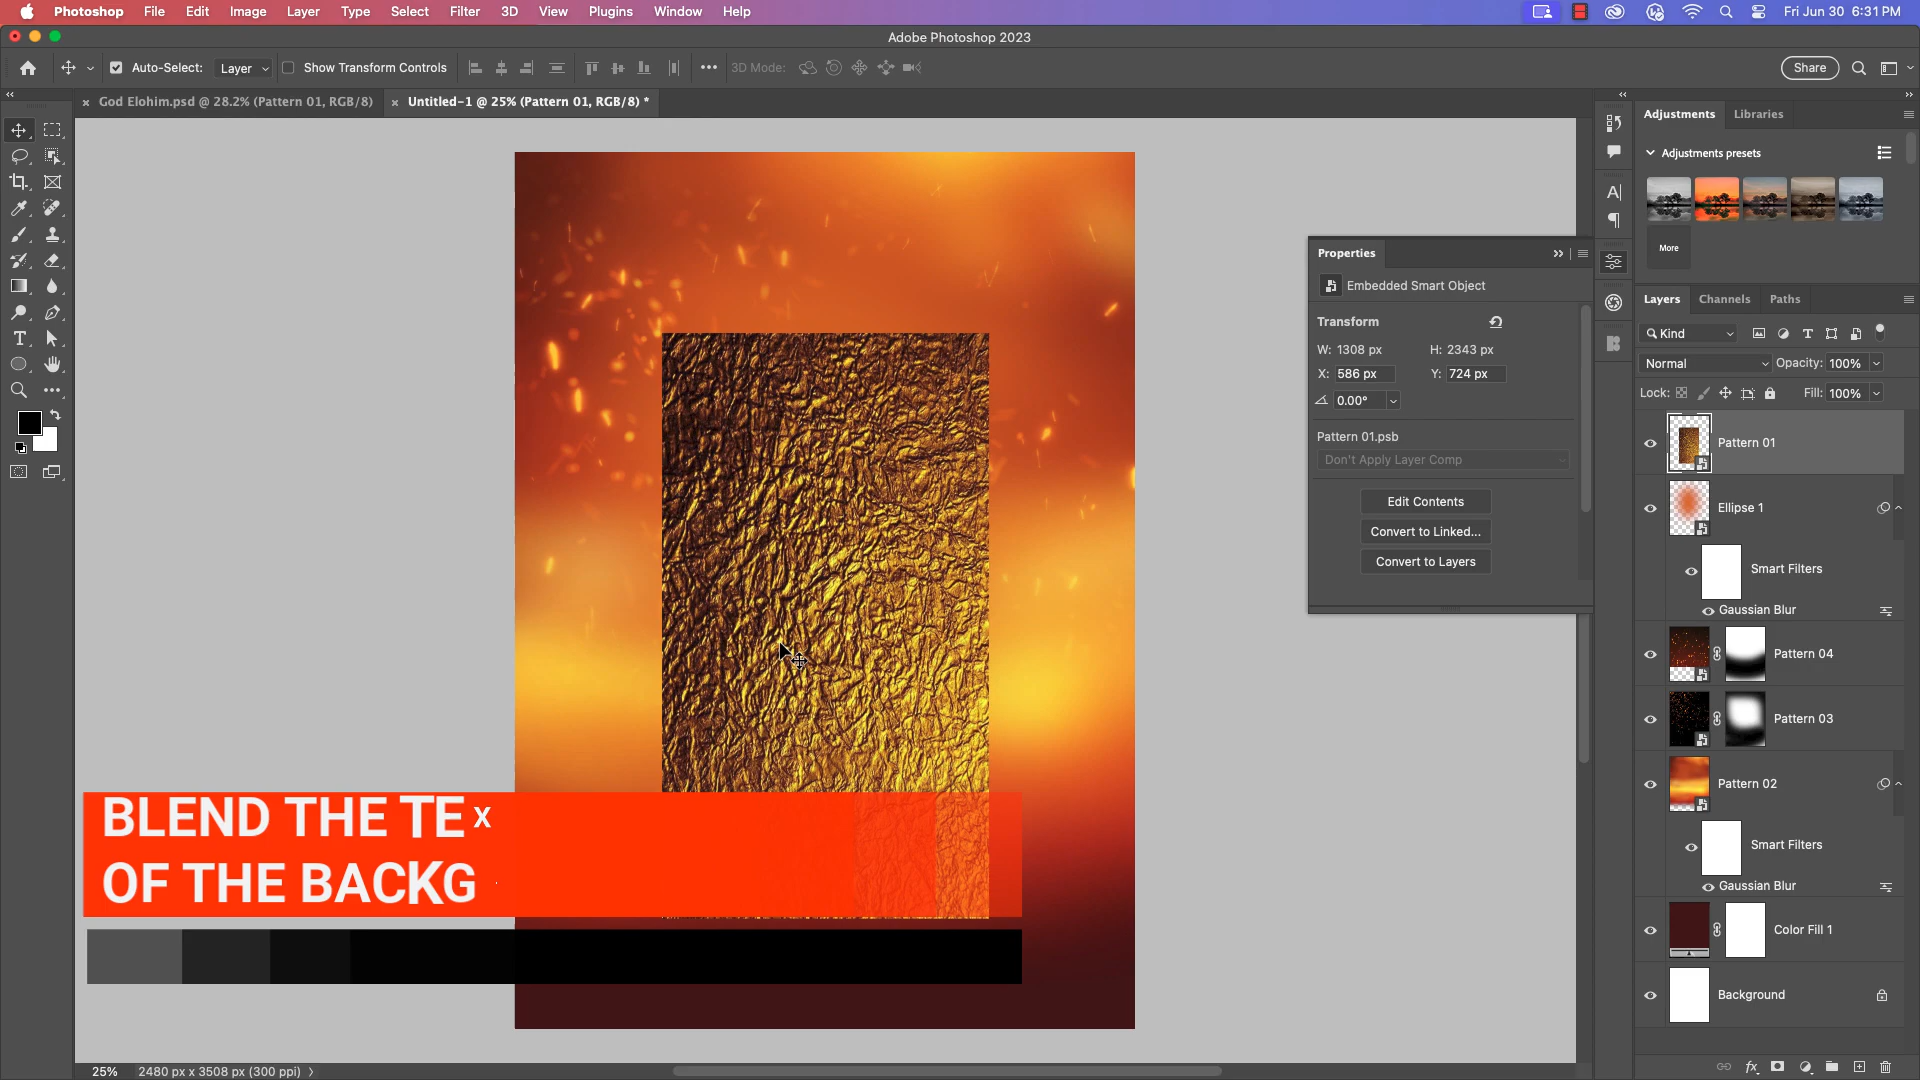 Photoshop File Edit Image Layer Type Select Filter 3D View Plugins Window Help Fri Jun 30 6:31 PM
Adobe Photoshop 2023
Auto-Select: Layer Show Transform Controls 3D Mode: Share
God Elohim.psd @ 28.2% (Pattern 01, RGB/8) Untitled-1 @ 25% (Pattern 01, RGB/8) *
Adjustments Libraries
Adjustments presets
More
Properties
Embedded Smart Object
Transform
W: 1308 px H: 2343 px
X: 586 px Y: 724 px
0.00°
Pattern 01.psb
Don't Apply Layer Comp
Edit Contents
Convert to Linked...
Convert to Layers
Layers Channels Paths
Kind
Normal Opacity: 100%
Lock: Fill: 100%
Pattern 01
Ellipse 1
Smart Filters
Gaussian Blur
Pattern 04
Pattern 03
Pattern 02
Smart Filters
Gaussian Blur
Color Fill 1
Background
BLEND THE TEX
OF THE BACKG
25% 2480 px x 3508 px (300 ppi)